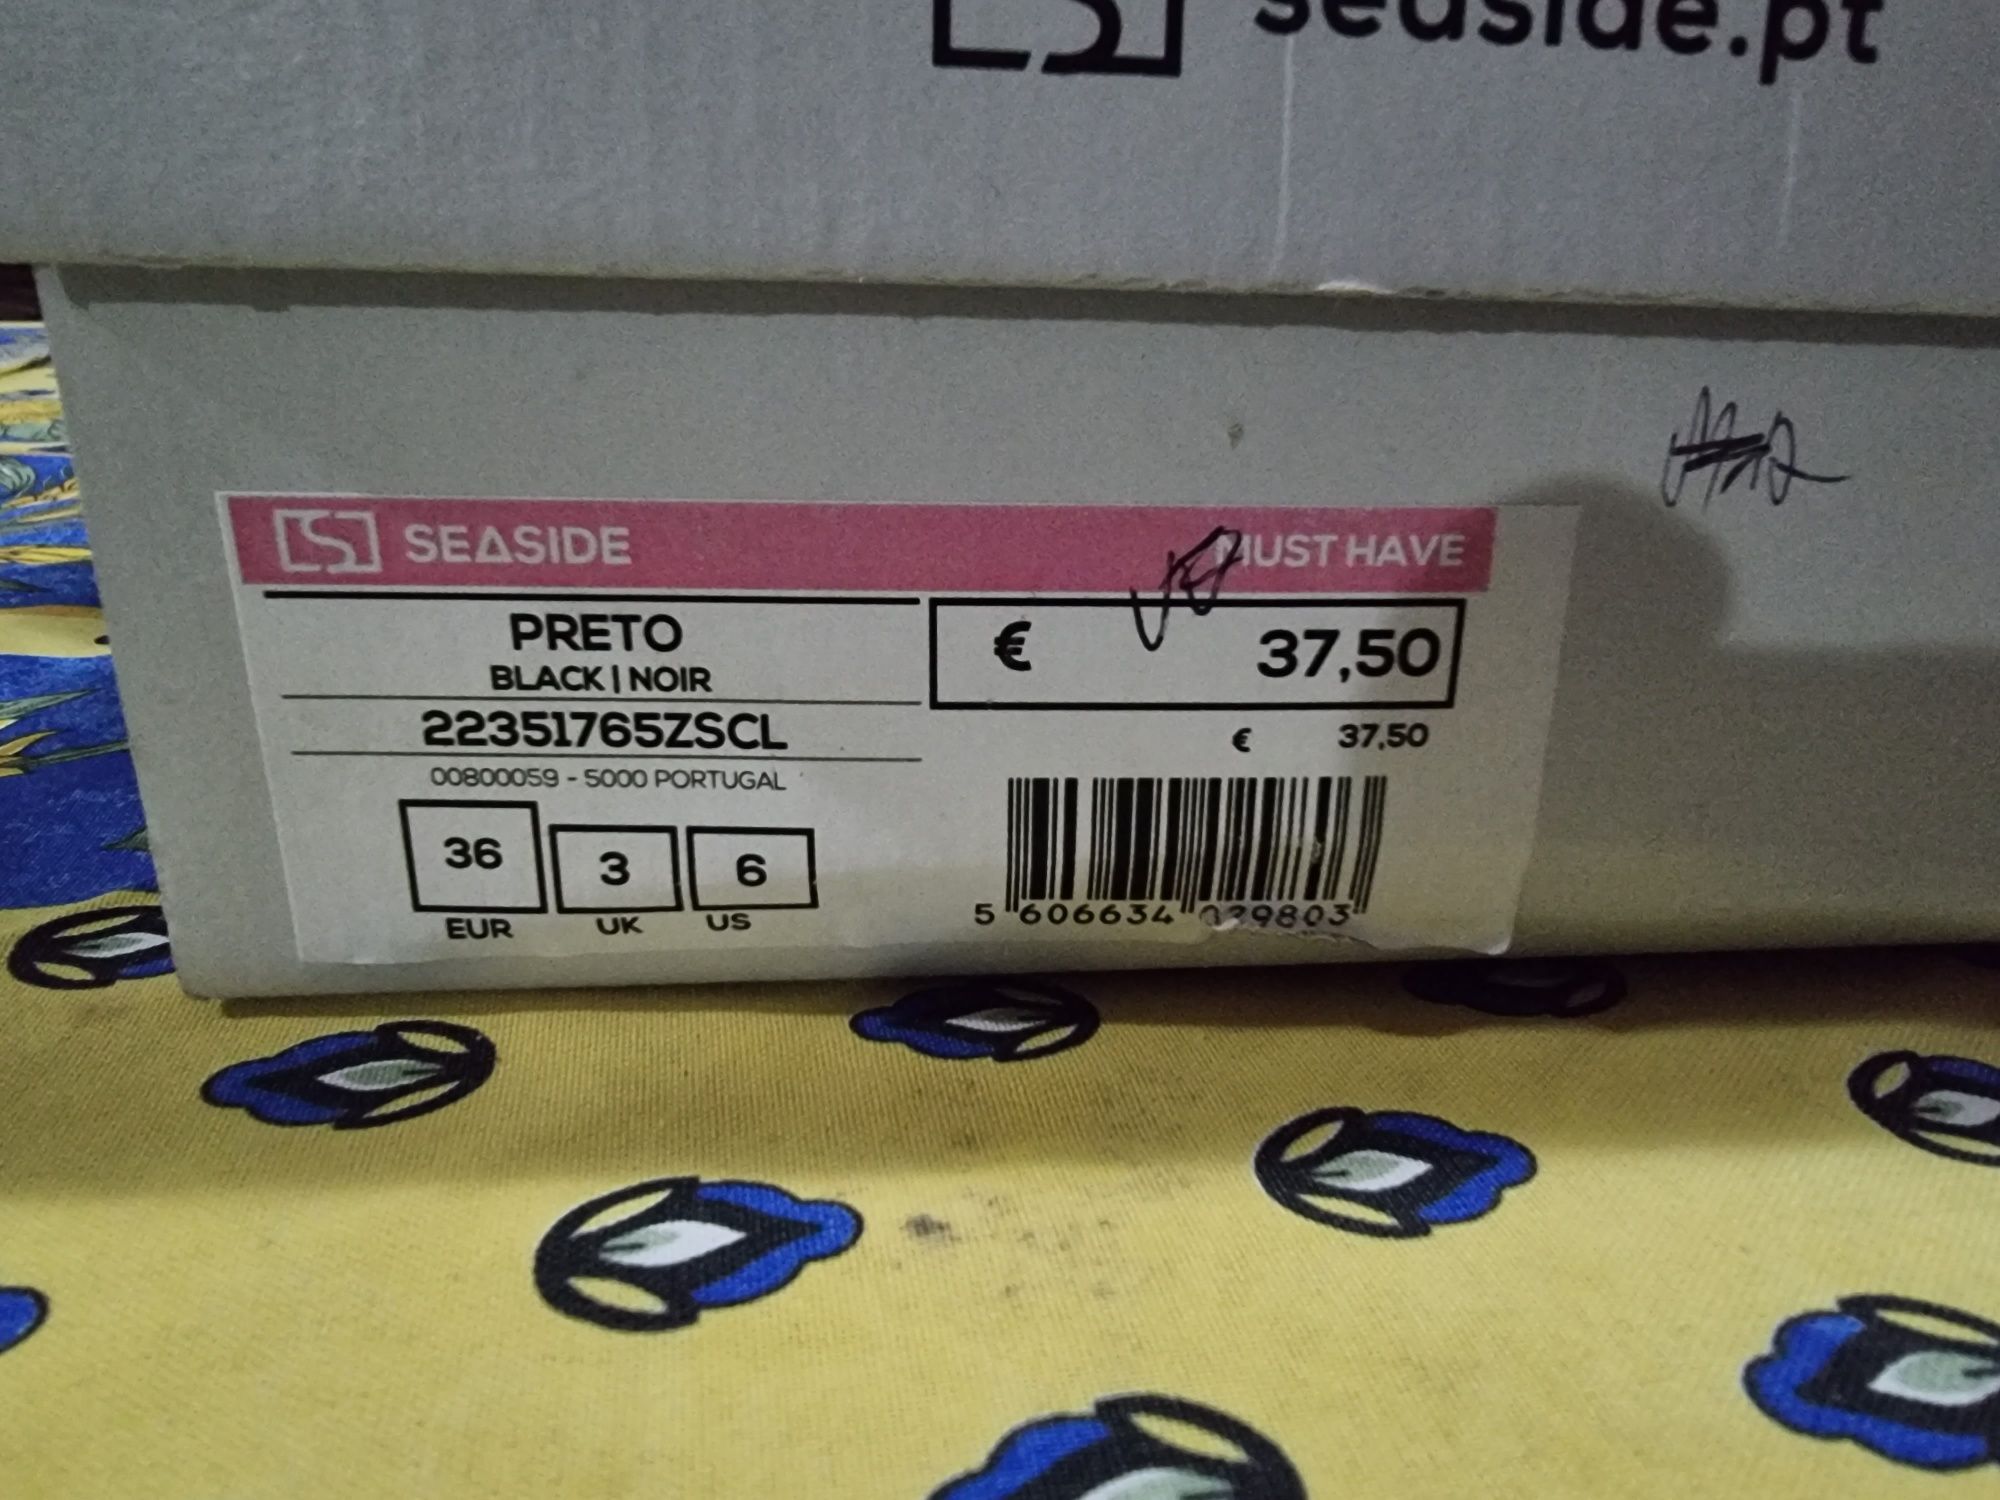 seaside.pt
SEASIDE
MUST HAVE
PRETO
BLACK | NOIR
€ 37,50
22351765ZSCL
€ 37,50
00800059 - 5000 PORTUGAL
36
3
6
EUR
UK
US
5 606634